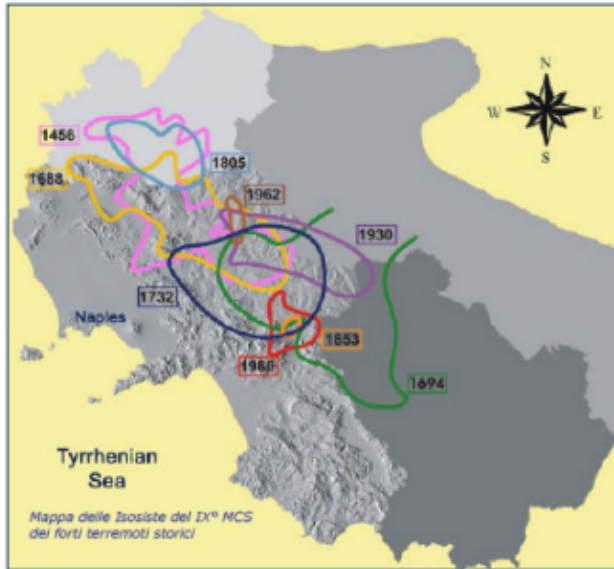 N
W
E
S
1456
1805
1688
1962
1930
1732
Naples
1853
1980
1694
Tyrrhenian
Sea
Mappa delle Isosiste del IX° MCS
dei forti terremoti storici